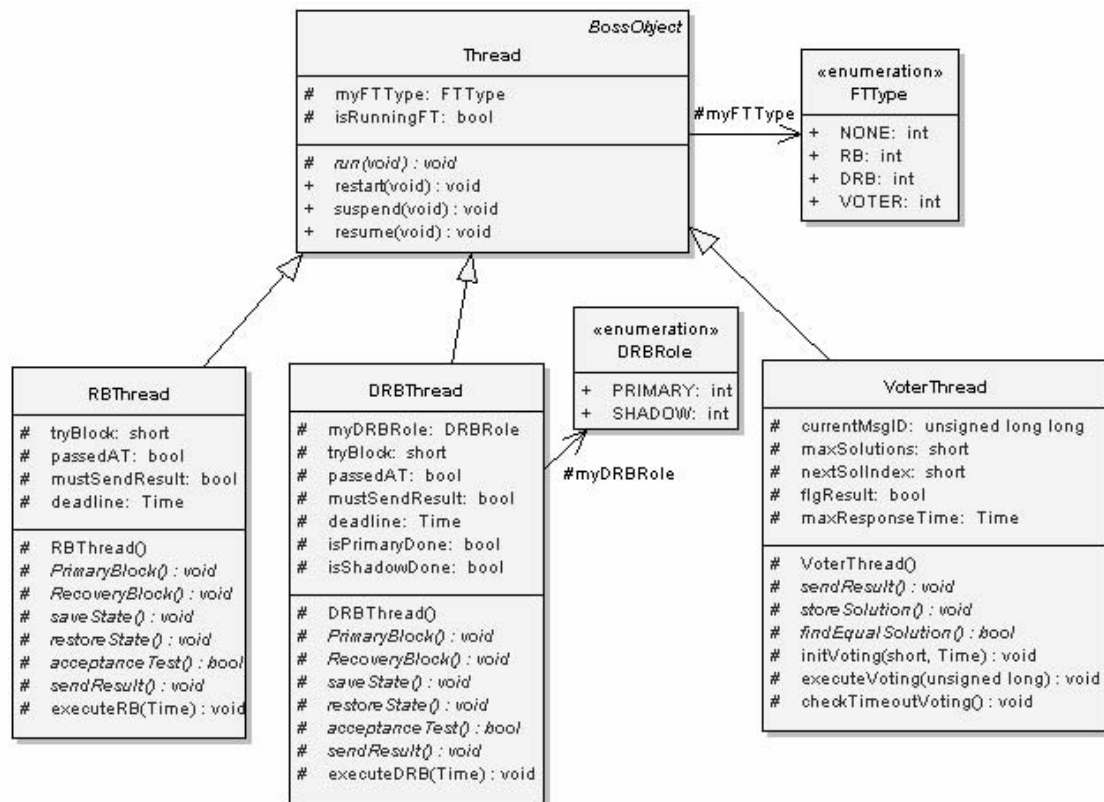 BossObject
Thread
# myFTType: FTType
# isRunningFT: bool
# run(void) : void
+ restart(void) : void
+ suspend(void) : void
+ resume(void) : void
#myFTType
«enumeration»
FTType
+ NONE: int
+ RB: int
+ DRB: int
+ VOTER: int
«enumeration»
DRBRole
+ PRIMARY: int
+ SHADOW: int
#myDRBRole
RBThread
# tryBlock: short
# passedAT: bool
# mustSendResult: bool
# deadline: Time
# RBThread()
# PrimaryBlock() : void
# RecoveryBlock() : void
# saveState() : void
# restoreState() : void
# acceptanceTest() : bool
# sendResult() : void
# executeRB(Time) : void
DRBThread
# myDRBRole: DRBRole
# tryBlock: short
# passedAT: bool
# mustSendResult: bool
# deadline: Time
# isPrimaryDone: bool
# isShadowDone: bool
# DRBThread()
# PrimaryBlock() : void
# RecoveryBlock() : void
# saveState() : void
# restoreState() : void
# acceptanceTest() : bool
# sendResult() : void
# executeDRB(Time) : void
VoterThread
# currentMsgID: unsigned long long
# maxSolutions: short
# nextSolIndex: short
# flgResult: bool
# maxResponseTime: Time
# VoterThread()
# sendResult() : void
# storeSolution() : void
# findEqualSolution() : bool
# initVoting(short, Time) : void
# executeVoting(unsigned long) : void
# checkTimeoutVoting() : void